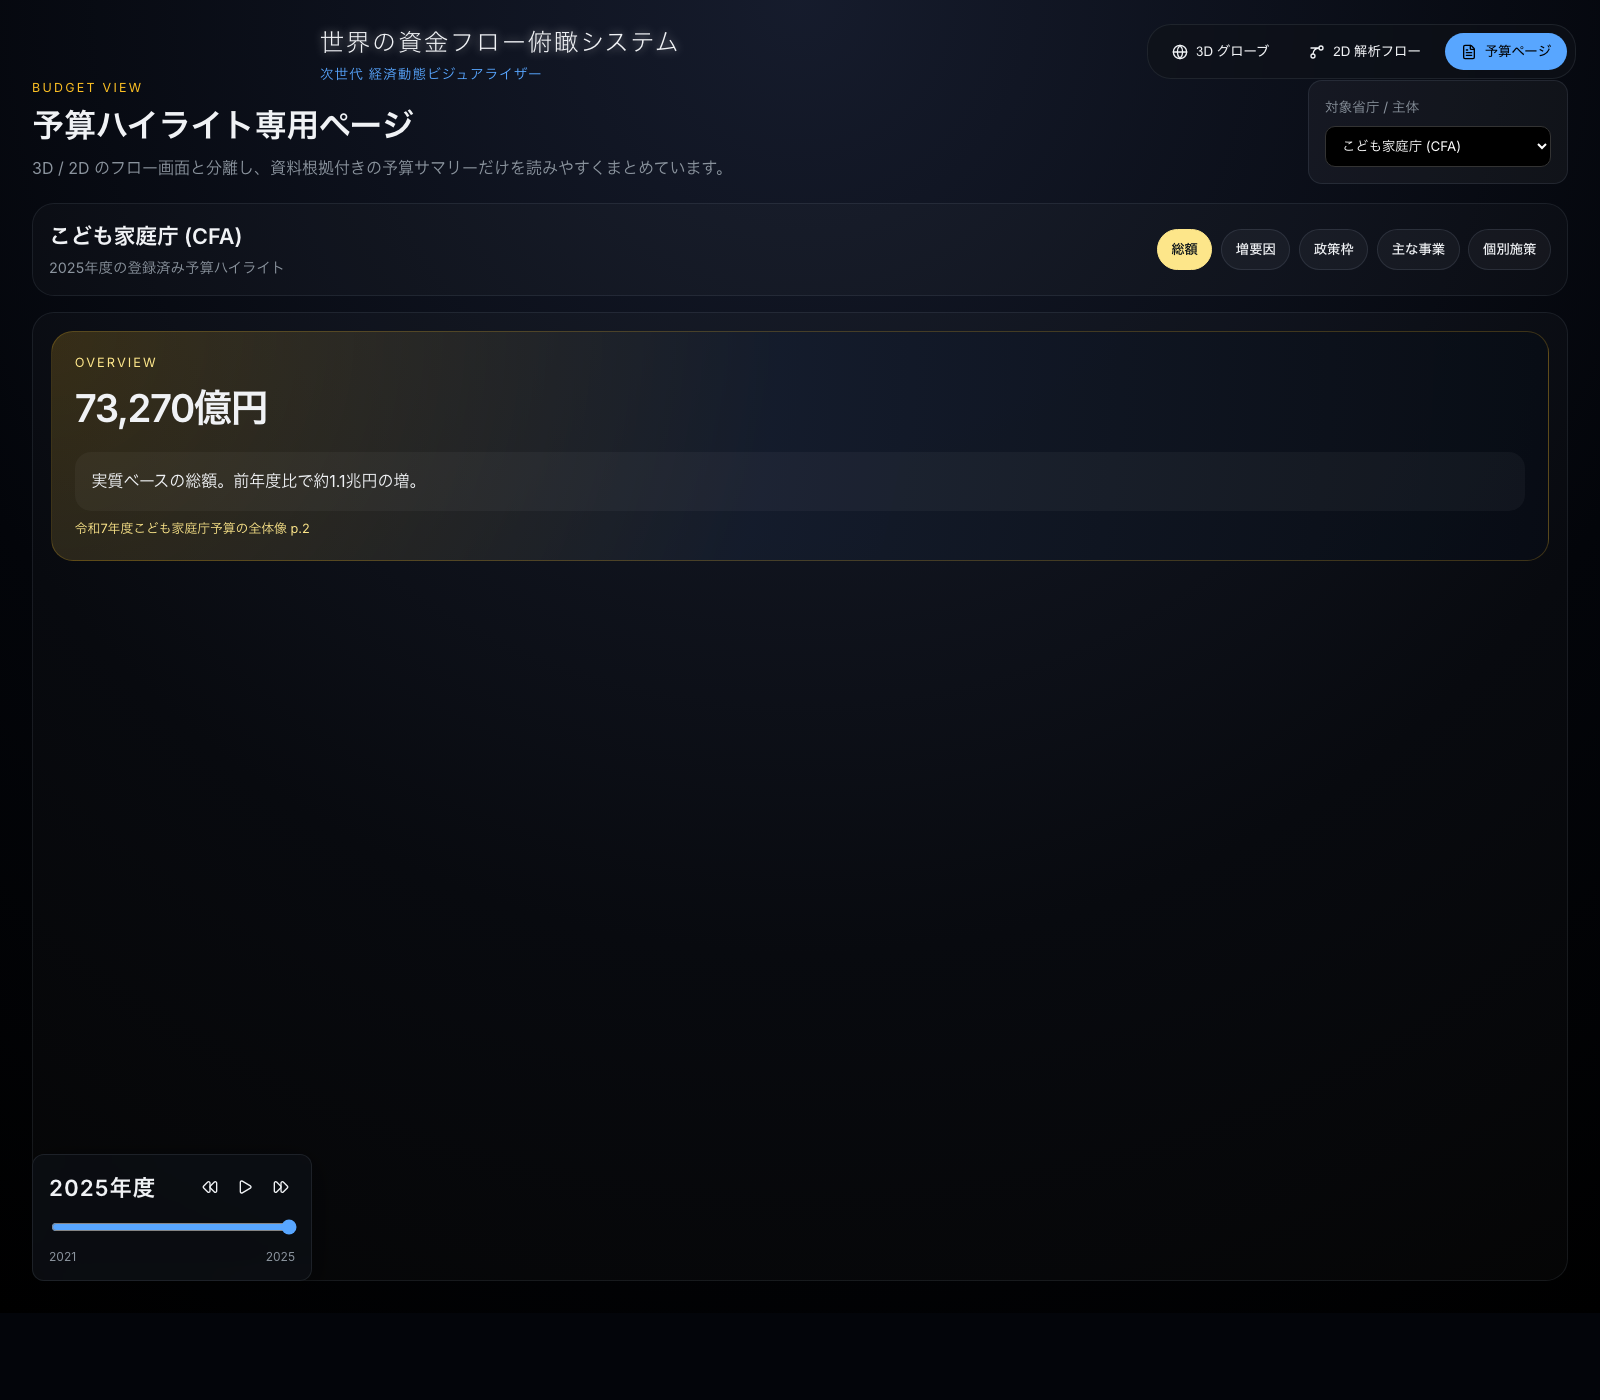 世界の資金フロー俯瞰システム
次世代 経済動態ビジュアライザー
3D グローブ
2D 解析フロー
予算ページ
BUDGET VIEW
予算ハイライト専用ページ
3D / 2D のフロー画面と分離し、資料根拠付きの予算サマリーだけを読みやすくまとめています。
対象省庁 / 主体
こども家庭庁 (CFA)
こども家庭庁 (CFA)
2025年度の登録済み予算ハイライト
総額
増要因
政策枠
主な事業
個別施策
OVERVIEW
73,270億円
実質ベースの総額。前年度比で約1.1兆円の増。
令和7年度こども家庭庁予算の全体像 p.2
2025年度
2021
2025